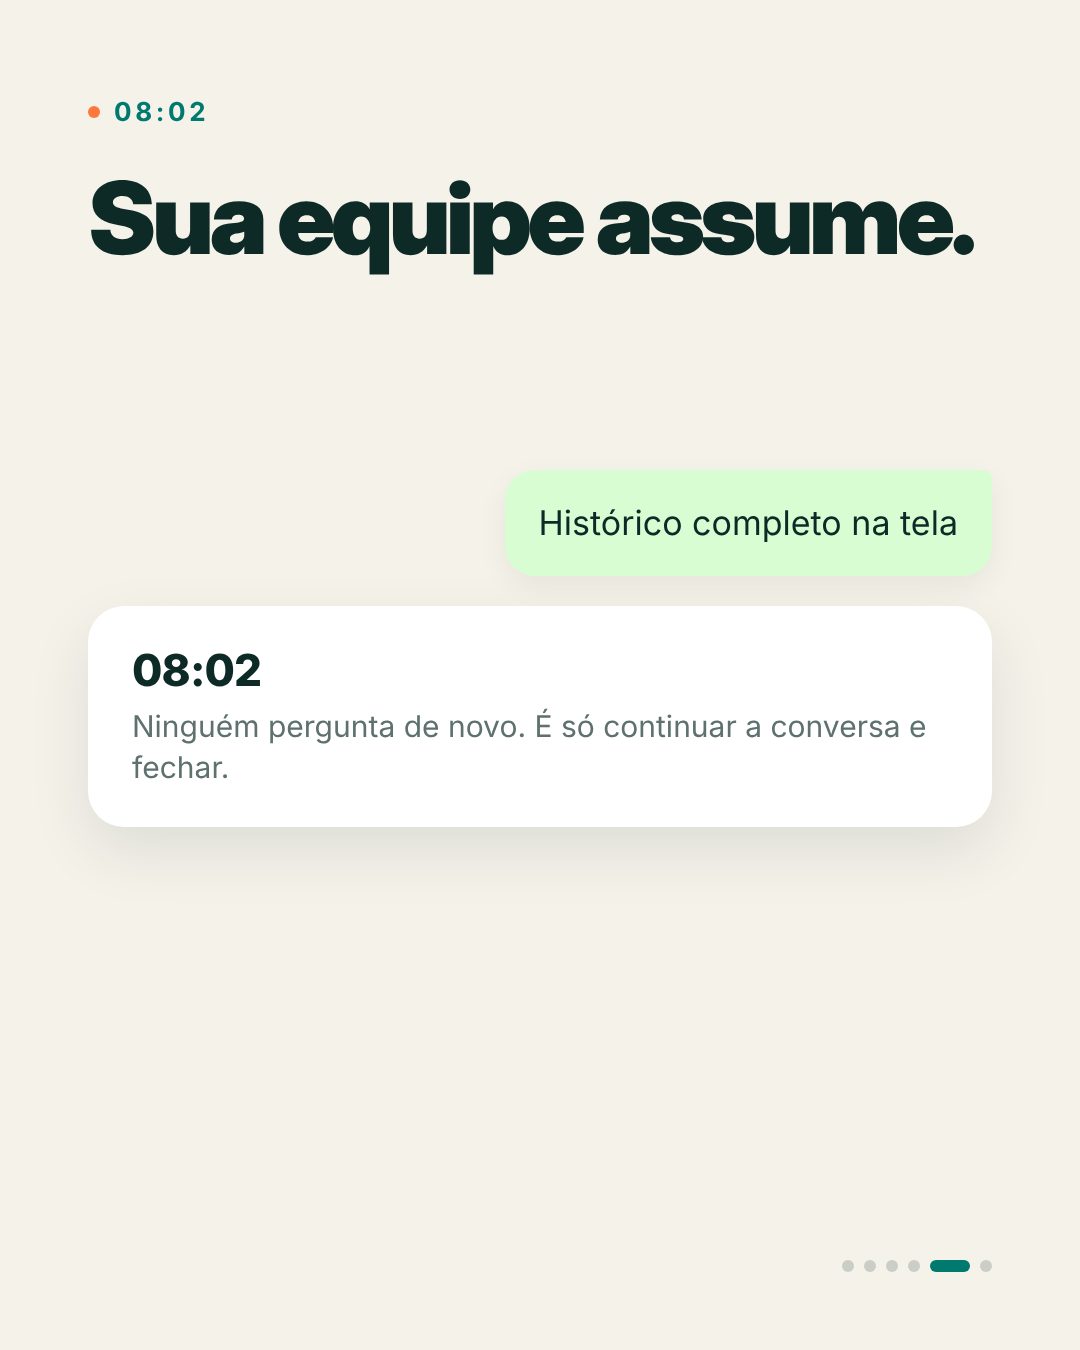 08:02
Sua equipe assume.
Histórico completo na tela
08:02
Ninguém pergunta de novo. É só continuar a conversa e
fechar.